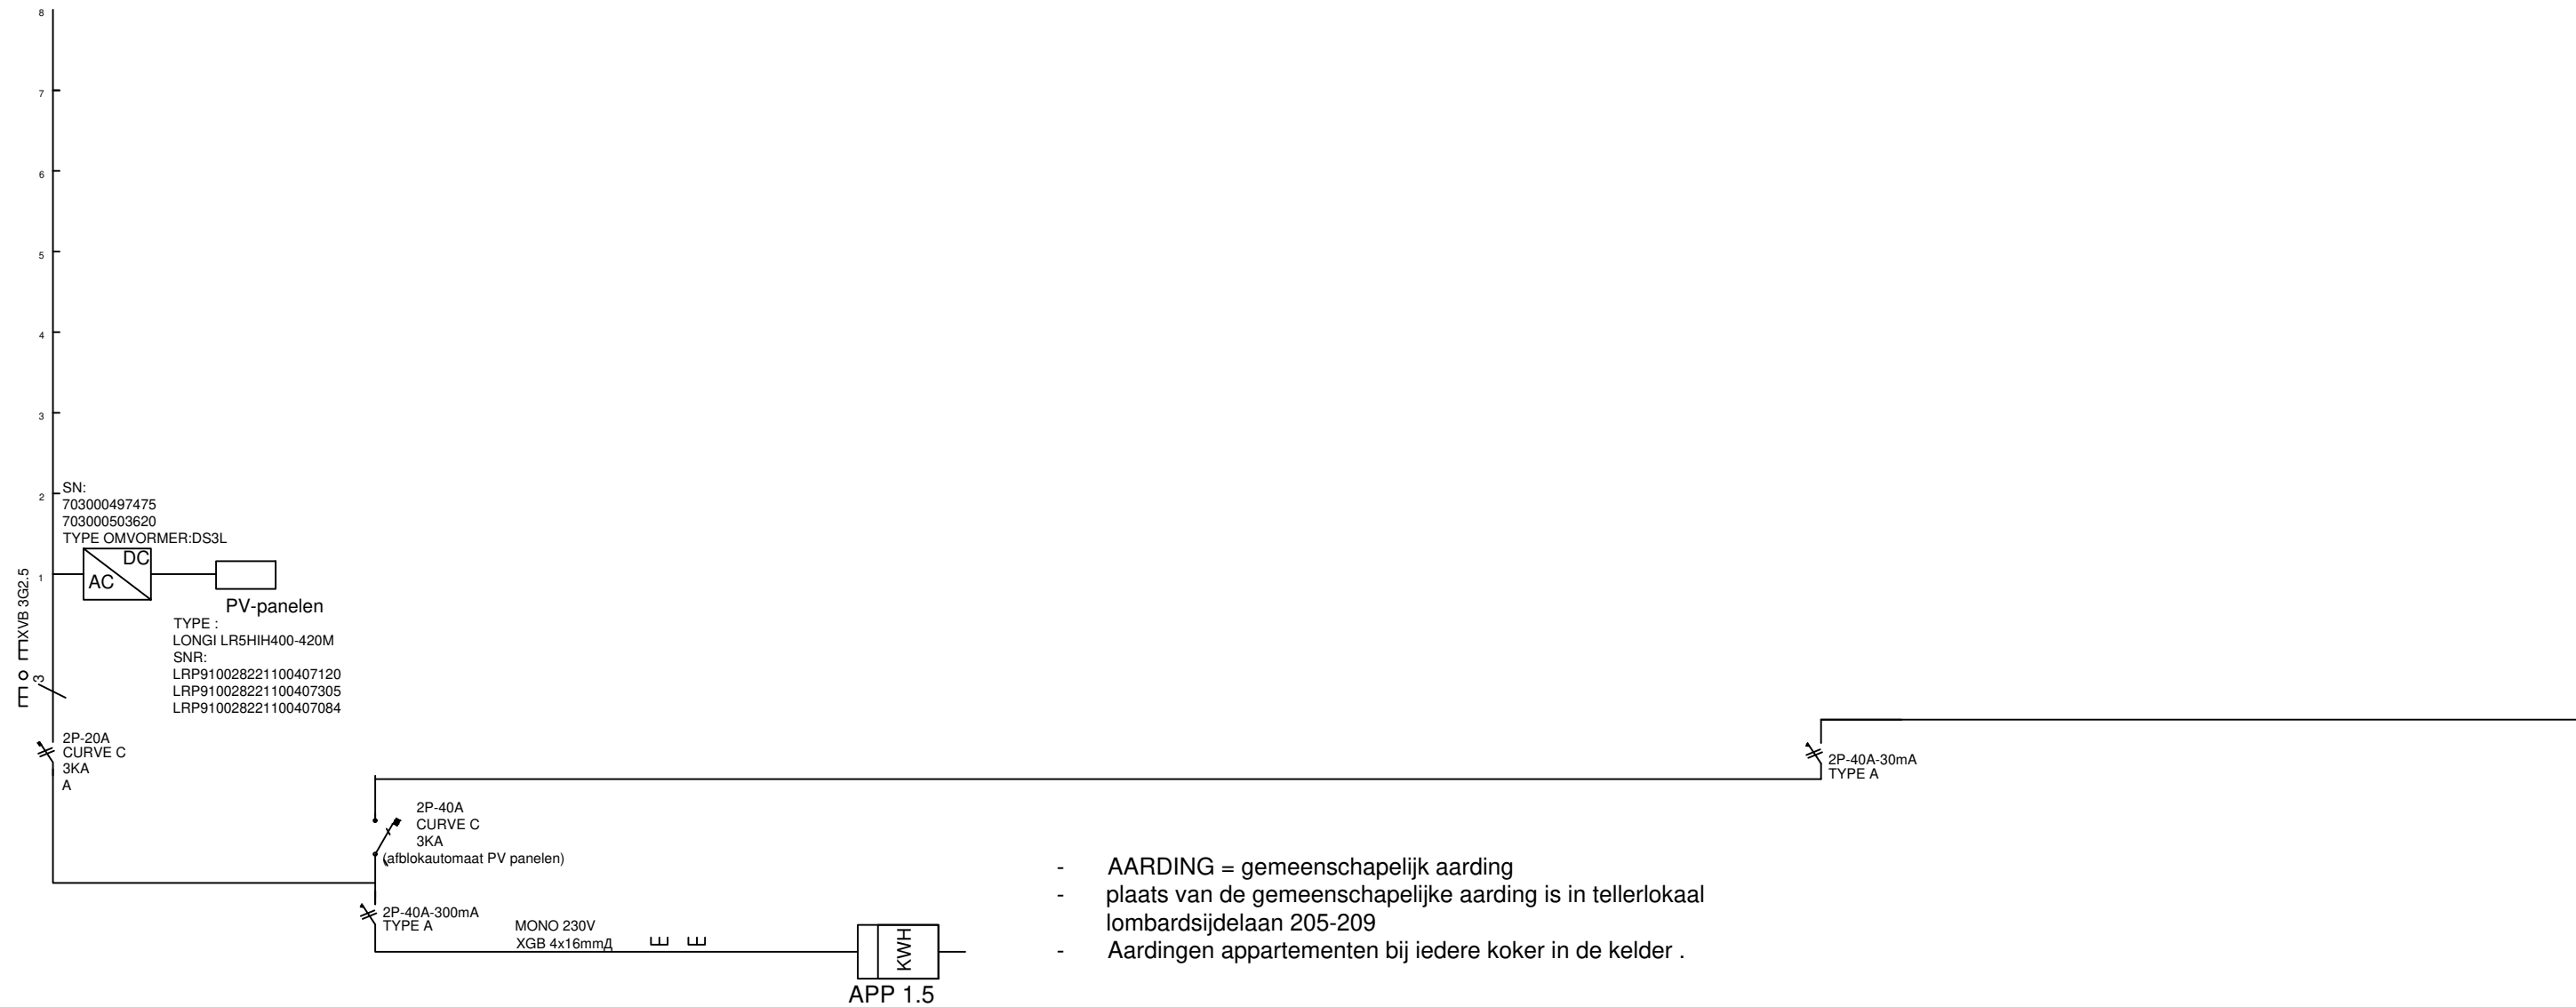 8
7
6
5
4
3
2
SN:
703000497475
703000503620
TYPE OMVORMER:DS3L
DC
AC
1
XVB 3G2.5
3
PV-panelen
TYPE :
LONGI LR5HIH400-420M
SNR:
LRP910028221100407120
LRP910028221100407305
LRP910028221100407084
2P-20A
CURVE C
3KA
A
2P-40A-30mA
TYPE A
2P-40A
CURVE C
3KA
(afblokautomaat PV panelen)
2P-40A-300mA
TYPE A
MONO 230V
XGB 4x16mmД
KWH
APP 1.5
- AARDING = gemeenschapelijk aarding
- plaats van de gemeenschapelijke aarding is in tellerlokaal
lombardsijdelaan 205-209
- Aardingen appartementen bij iedere koker in de kelder .